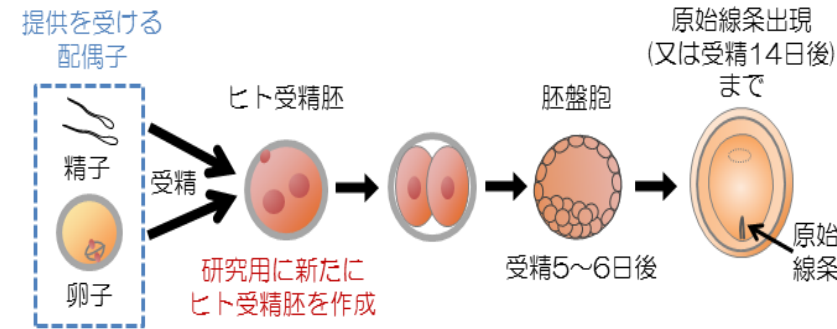 提供を受ける
配偶子
精子
卵子
受精
ヒト受精胚
研究用に新たに
ヒト受精胚を作成
胚盤胞
受精5~6日後
原始線条出現
(又は受精14日後)
まで
原始
線条